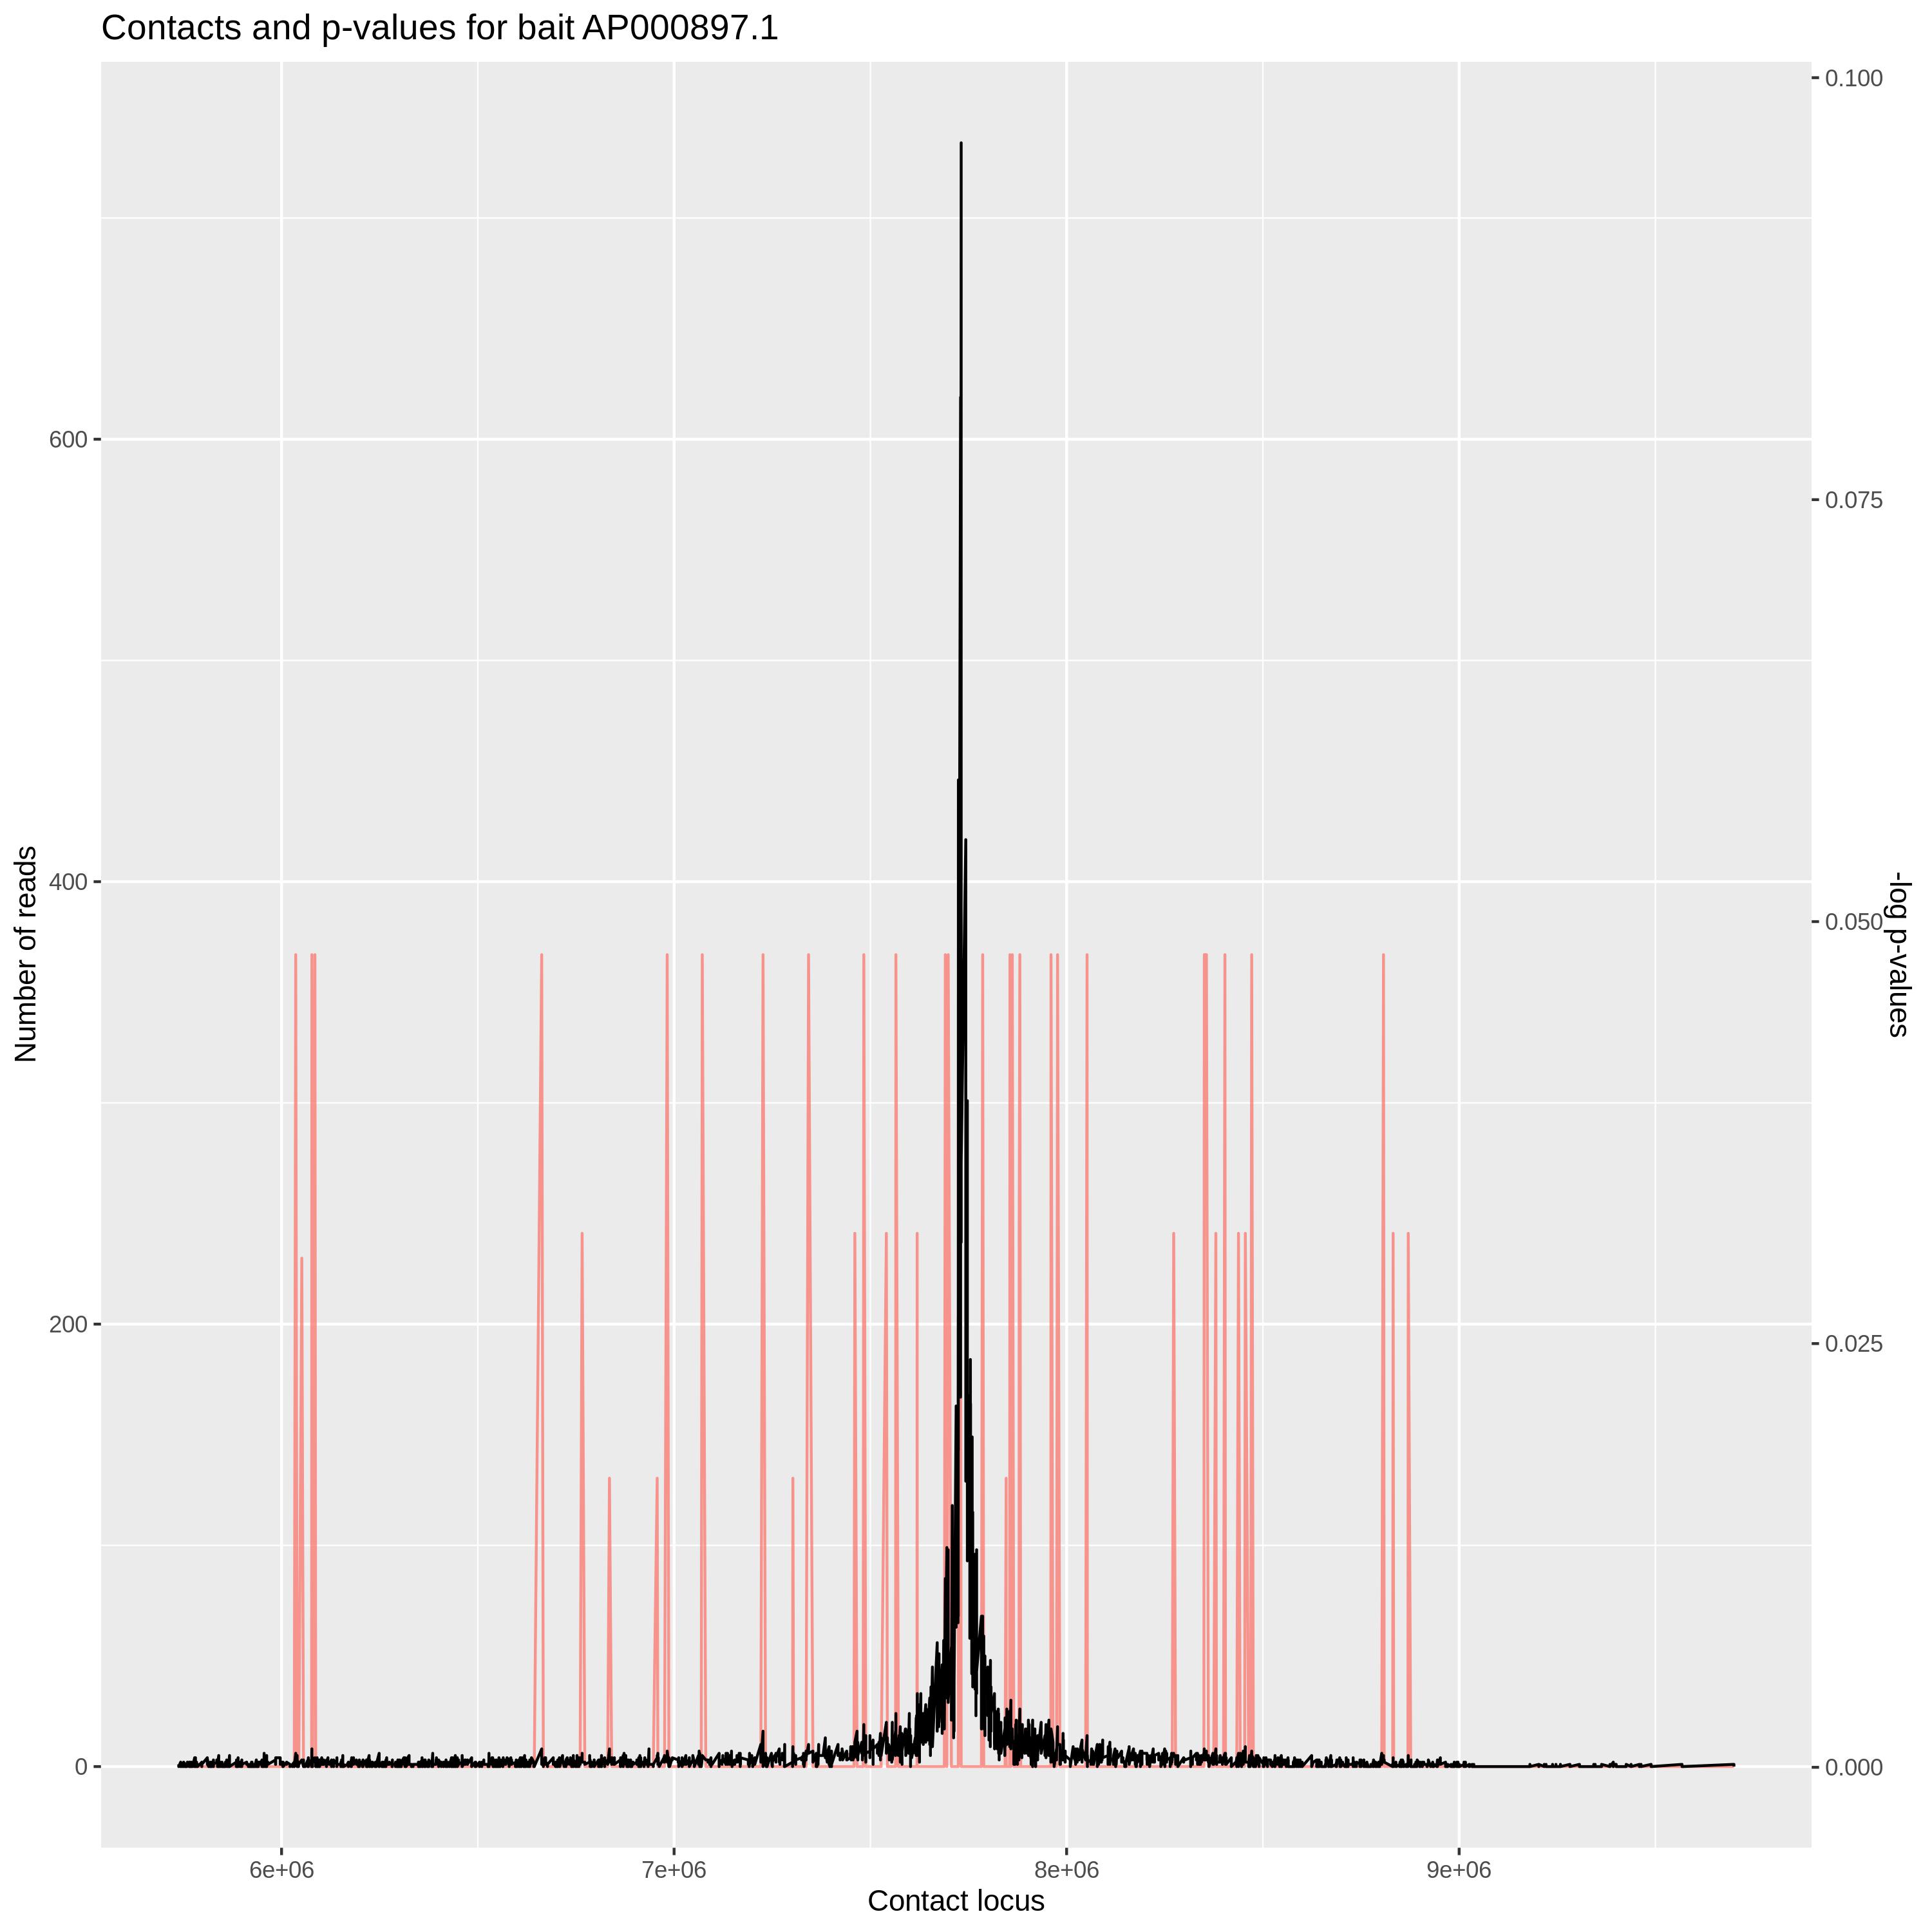 Contacts and p-values for bait AP000897.1
0.100
600
0.075
400
0.050
200
0.025
0
0.000
Number of reads
-log p-values
6e+06 7e+06 8e+06 9e+06
Contact locus